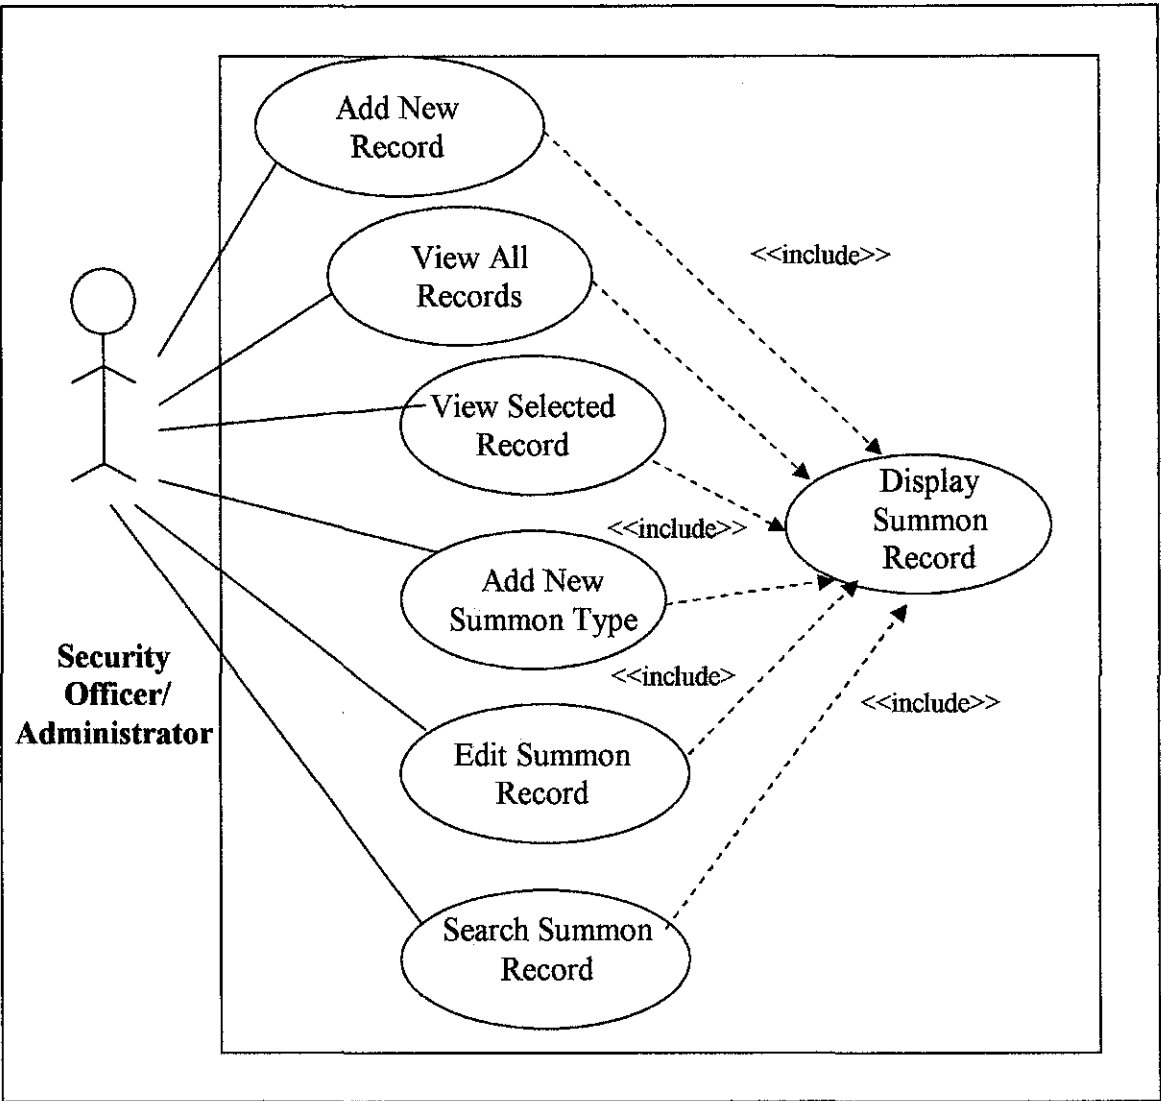 Add New
Record
<<include>>
View All
Records
View Selected
Record
Display
Summon
Record
<<include>>
Add New
Summon Type
Security
Officer/
Administrator
<<include>
<<include>>
Edit Summon
Record
Search Summon
Record